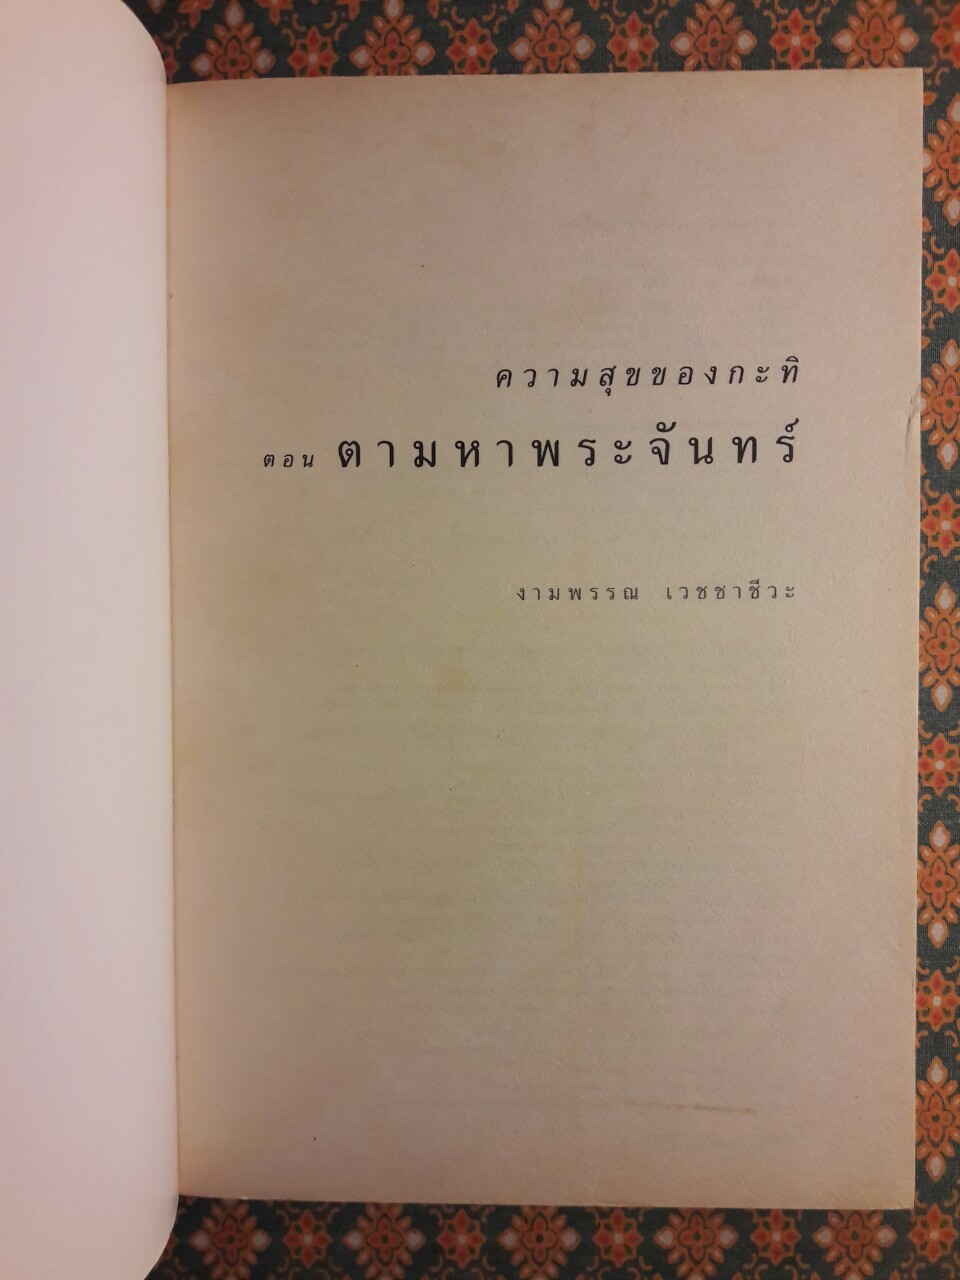 ความสุขของกะทิ
ตอน ตามหาพระจันทร์
งามพรรณ เวชชาชีวะ